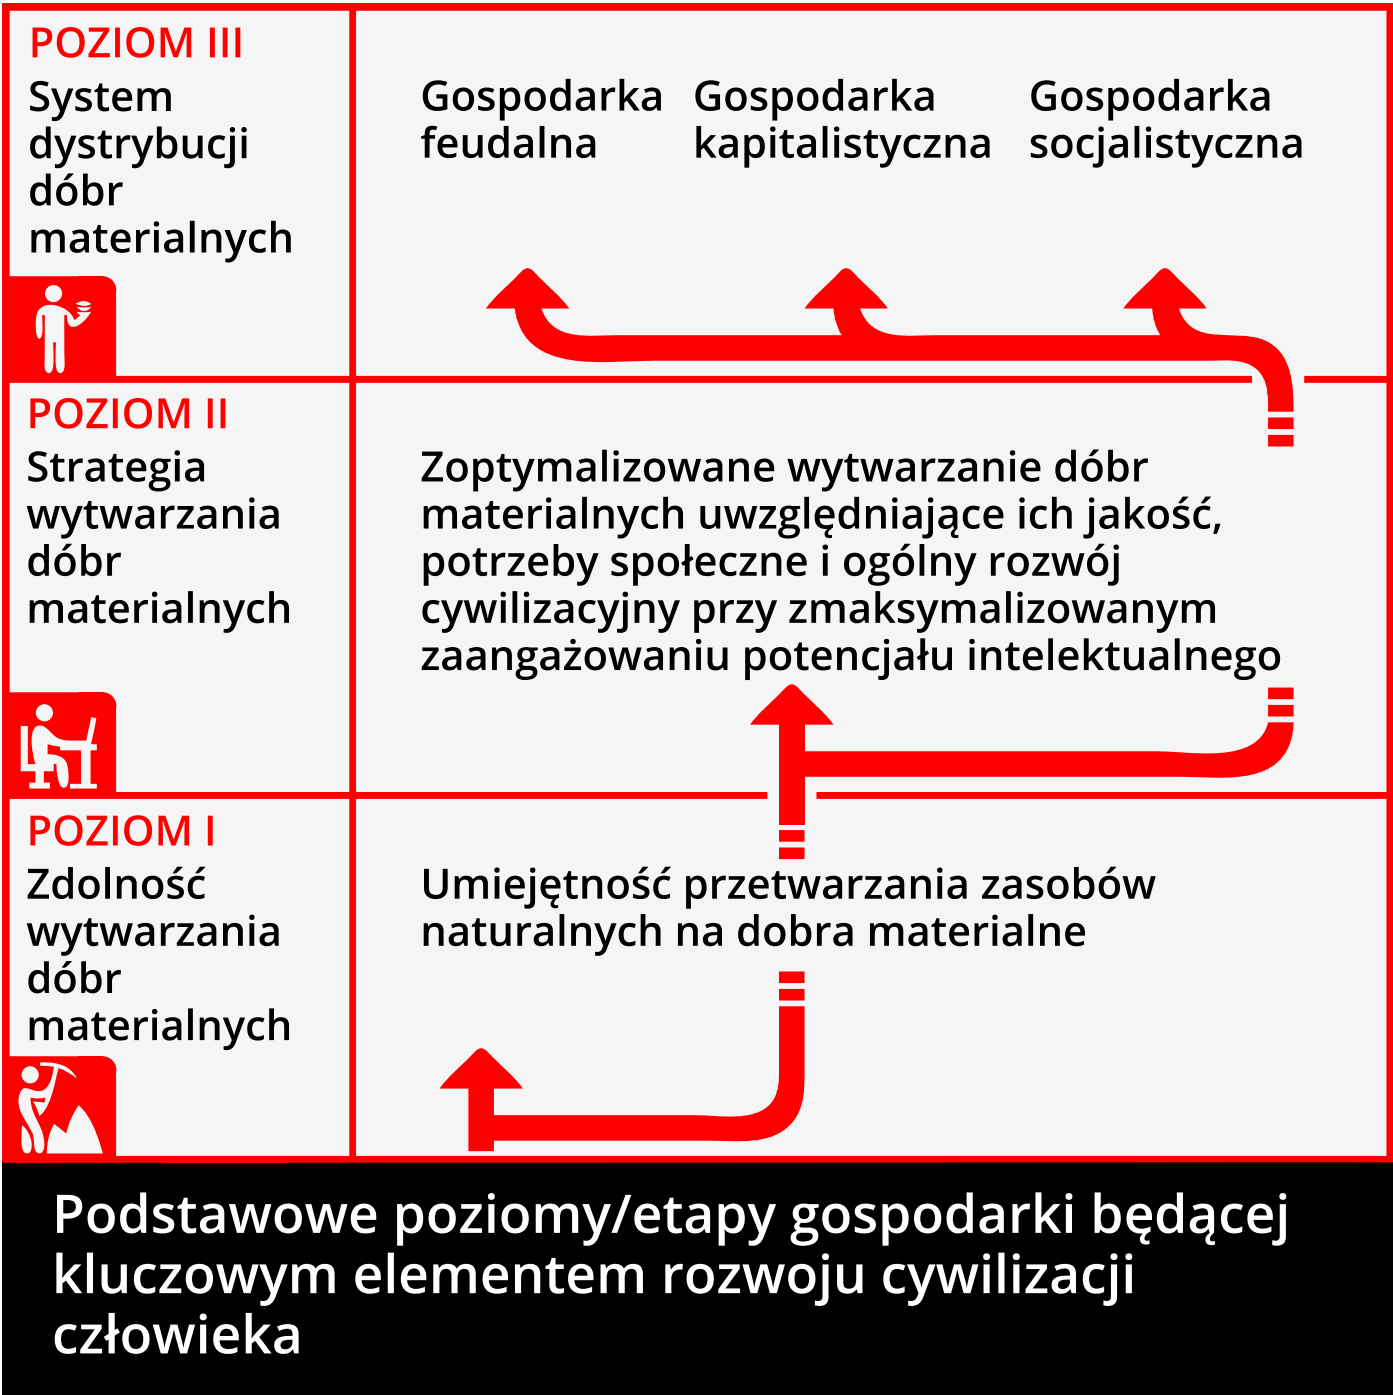 POZIOM III
System
dystrybucji
dóbr
materialnych
Gospodarka
feudalna
Gospodarka
kapitalistyczna
Gospodarka
socjalistyczna
POZIOM II
Strategia
wytwarzania
dóbr
materialnych
Zoptymalizowane wytwarzanie dóbr
materialnych uwzględniające ich jakość,
potrzeby społeczne i ogólny rozwój
cywilizacyjny przy zmaksymalizowanym
zaangażowaniu potencjału intelektualnego
POZIOM I
Zdolność
wytwarzania
dóbr
materialnych
Umiejętność przetwarzania zasobów
naturalnych na dobra materialne
Podstawowe poziomy/etapy gospodarki będącej
kluczowym elementem rozwoju cywilizacji
człowieka